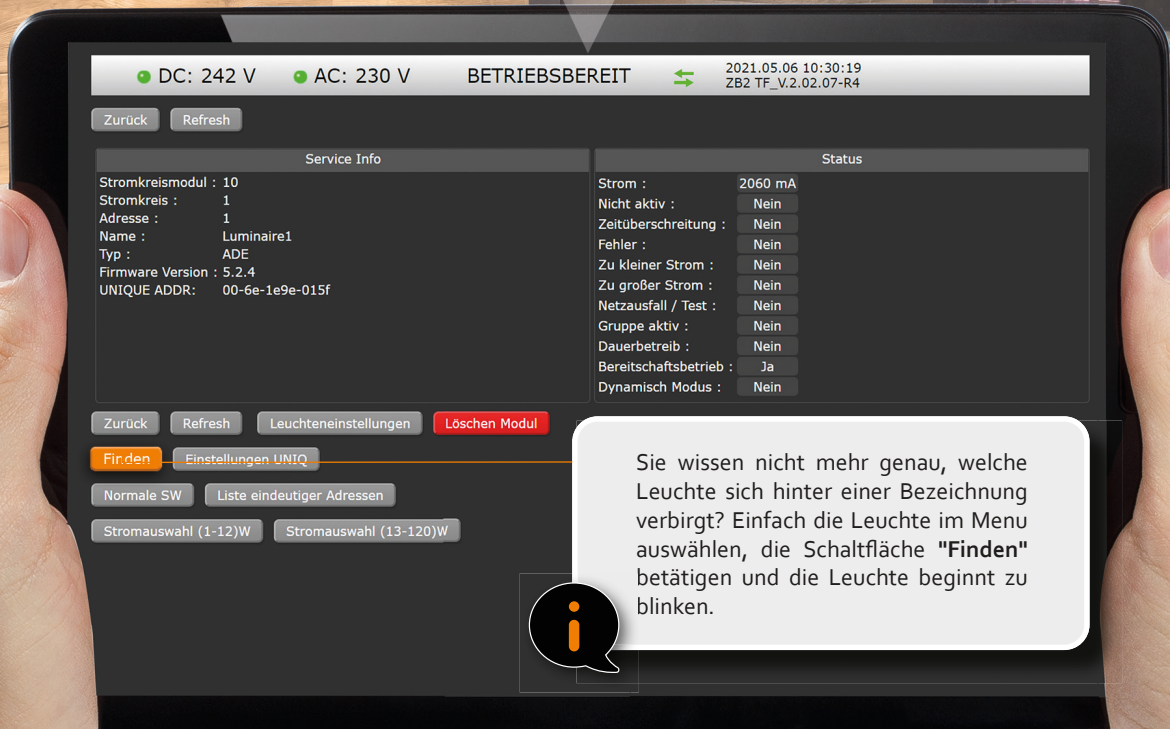 DC: 242 V AC: 230 V BETRIEBSBEREIT 2021.05.06 10:30:19
ZB2 TF_V.2.02.07-R4
Zurück Refresh
Service Info
Stromkreismodul : 10
Stromkreis : 1
Adresse : 1
Name : Luminaire1
Typ : ADE
Firmware Version : 5.2.4
UNIQUE ADDR: 00-6e-1e9e-015f
Status
Strom : 2060 mA
Nicht aktiv : Nein
Zeitüberschreitung : Nein
Fehler : Nein
Zu kleiner Strom : Nein
Zu großer Strom : Nein
Netzausfall / Test : Nein
Gruppe aktiv : Nein
Dauerbetreib : Nein
Bereitschaftsbetrieb : Ja
Dynamisch Modus : Nein
Zurück Refresh Leuchteneinstellungen Löschen Modul
Finden Einstellungen UNIQ
Normale SW Liste eindeutiger Adressen
Stromauswahl (1-12)W Stromauswahl (13-120)W
Sie wissen nicht mehr genau, welche
Leuchte sich hinter einer Bezeichnung
verbirgt? Einfach die Leuchte im Menu
auswählen, die Schaltfläche "Finden"
betätigen und die Leuchte beginnt zu
blinken.
i